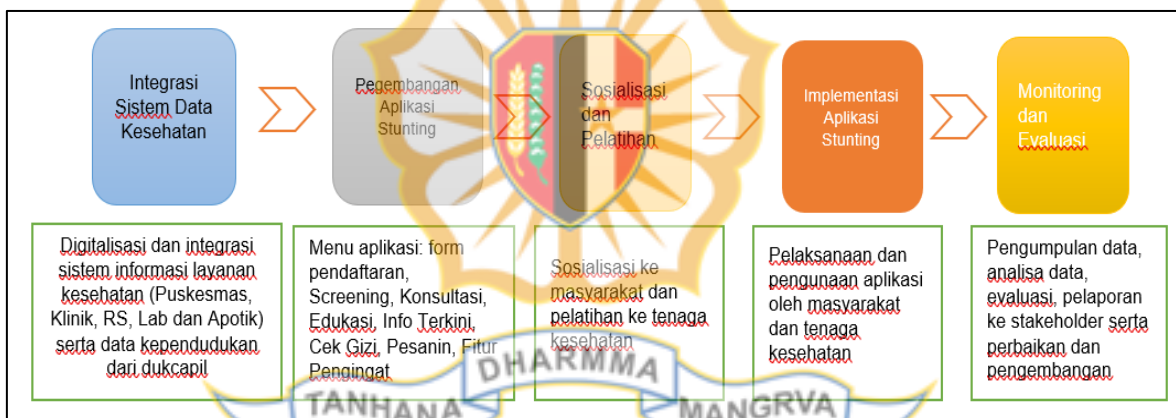 Integrasi
Sistem Data
Kesehatan
Pegembangan
Aplikasi
Stunting
Sosialisasi
dan
Pelatihan
Implementasi
Aplikasi
Stunting
Monitoring
dan
Evaluasi
Digitalisasi dan integrasi
sistem informasi layanan
kesehatan (Puskesmas,
Klinik, RS, Lab dan Apotik)
serta data kependudukan
dari dukcapil
Menu aplikasi: form
pendaftaran,
Screening, Konsultasi,
Edukasi, Info Terkini,
Cek Gizi, Pesanin, Fitur
Pengingat
Sosialisasi ke
masyarakat dan
pelatihan ke tenaga
kesehatan
Pelaksanaan dan
pengunaan aplikasi
oleh masyarakat
dan tenaga
kesehatan
Pengumpulan data,
analisa data,
evaluasi, pelaporan
ke stakeholder serta
perbaikan dan
pengembangan
TANHANA DHARMMA MANGRVA